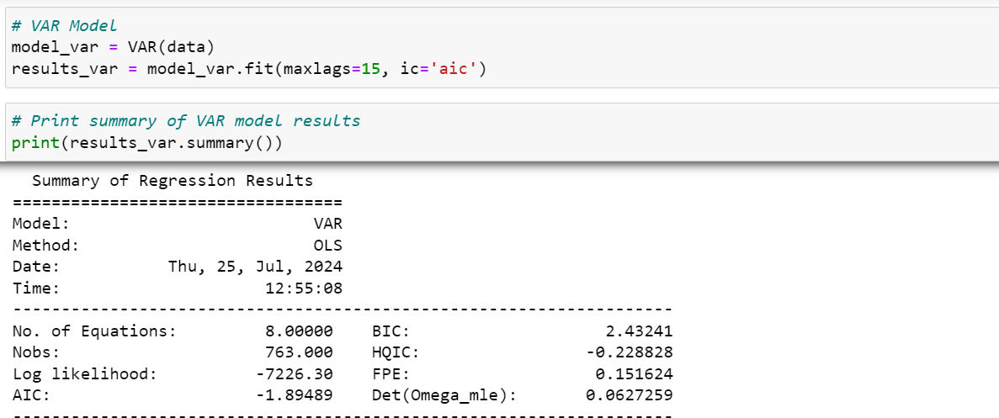 # VAR Model
model_var = VAR(data)
results_var = model_var.fit(maxlags=15, ic='aic')
# Print summary of VAR model results
print(results_var.summary())
  Summary of Regression Results
==================================
Model:                         VAR
Method:                        OLS
Date:           Thu, 25, Jul, 2024
Time:                     12:55:08
--------------------------------------------------------------------
No. of Equations:         8.00000    BIC:                    2.43241
Nobs:                     763.000    HQIC:                 -0.228828
Log likelihood:          -7226.30    FPE:                   0.151624
AIC:                     -1.89489    Det(Omega_mle):       0.0627259
--------------------------------------------------------------------